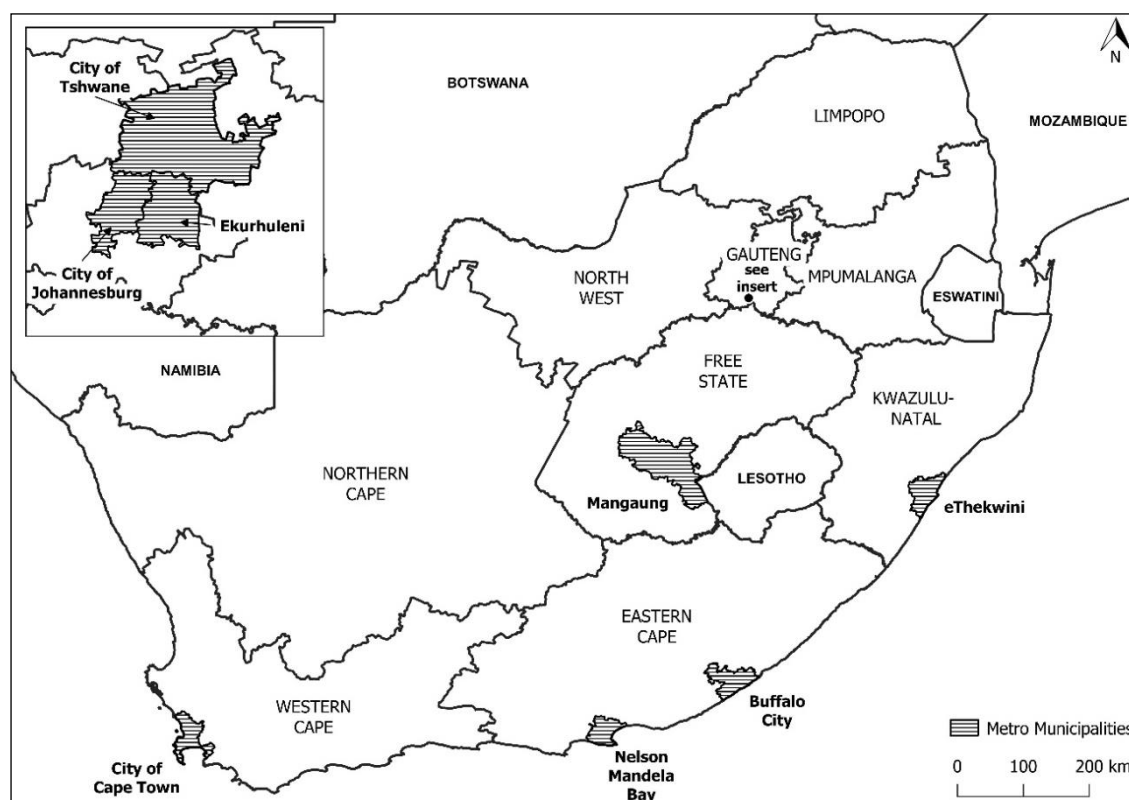 City of
Tshwane
Ekurhuleni
City of
Johannesburg
N
BOTSWANA
LIMPOPO
MOZAMBIQUE
GAUTENG
see
insert
NORTH
WEST
MPUMALANGA
ESWATINI
NAMIBIA
FREE
STATE
KWAZULU-
NATAL
NORTHERN
CAPE
LESOTHO
Mangaung
eThekwini
EASTERN
CAPE
WESTERN
CAPE
Buffalo
City
City of
Cape Town
Nelson
Mandela
Bay
Metro Municipalities
0 100 200 km